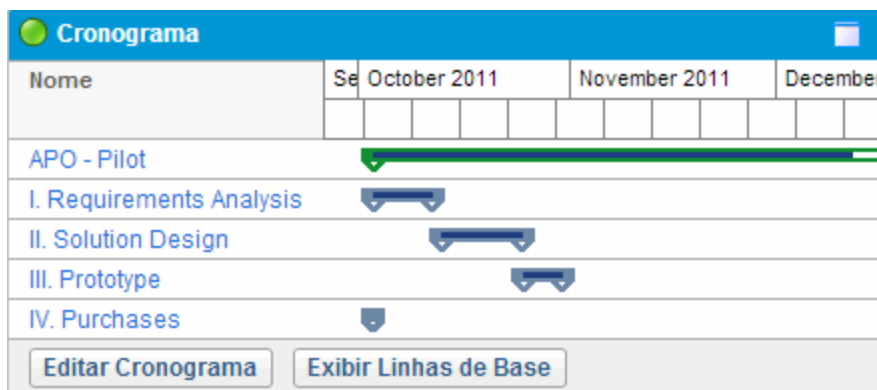 Cronograma
Nome
Se October 2011 November 2011 Decembe
APO - Pilot
I. Requirements Analysis
II. Solution Design
III. Prototype
IV. Purchases
Editar Cronograma Exibir Linhas de Base